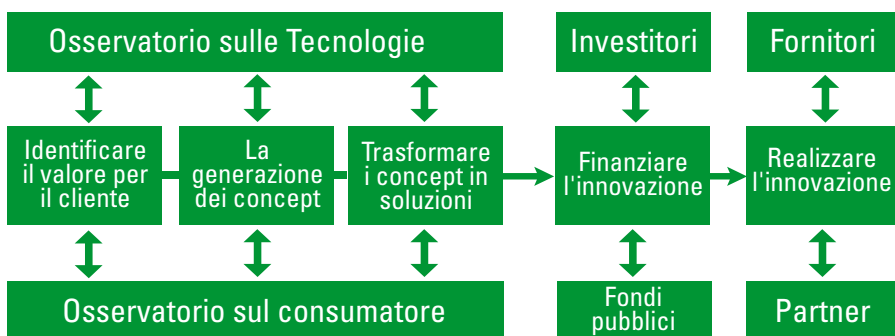 Osservatorio sulle Tecnologie
Investitori
Fornitori
Identificare
il valore per
il cliente
La
generazione
dei concept
Trasformare
i concept in
soluzioni
Finanziare
l'innovazione
Realizzare
l'innovazione
Osservatorio sul consumatore
Fondi
pubblici
Partner